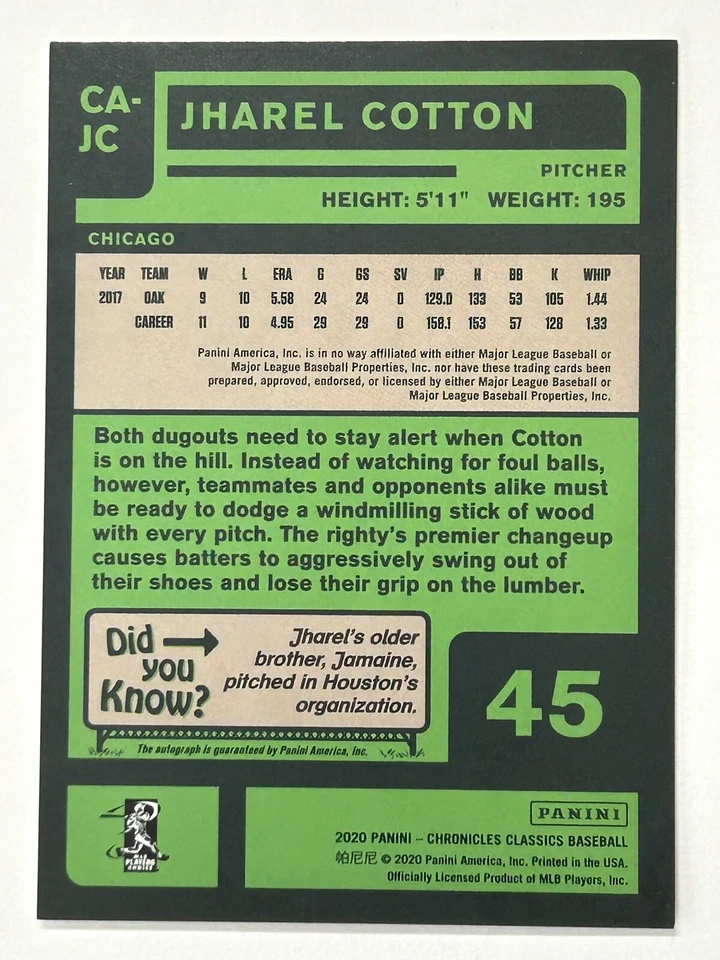 CA-
JC
JHAREL COTTON
PITCHER
HEIGHT: 5'11" WEIGHT: 195
CHICAGO
YEAR TEAM W L ERA G GS SV IP H BB K WHIP
2017 OAK 9 10 5.58 24 24 0 129.0 133 53 105 1.44
CAREER 11 10 4.95 29 29 0 158.1 153 57 128 1.33
Panini America, Inc. is in no way affiliated with either Major League Baseball or
Major League Baseball Properties, Inc. nor have these trading cards been
prepared, approved, endorsed, or licensed by either Major League Baseball or
Major League Baseball Properties, Inc.
Both dugouts need to stay alert when Cotton
is on the hill. Instead of watching for foul balls,
however, teammates and opponents alike must
be ready to dodge a windmilling stick of wood
with every pitch. The righty's premier changeup
causes batters to aggressively swing out of
their shoes and lose their grip on the lumber.
Did
you
Know?
Jharel's older
brother, Jamaine,
pitched in Houston's
organization.
The autograph is guaranteed by Panini America, Inc.
45
MLB
PLAYERS
CHOICE
PANINI
2020 PANINI – CHRONICLES CLASSICS BASEBALL
帕尼尼 © 2020 Panini America, Inc. Printed in the USA.
Officially Licensed Product of MLB Players, Inc.